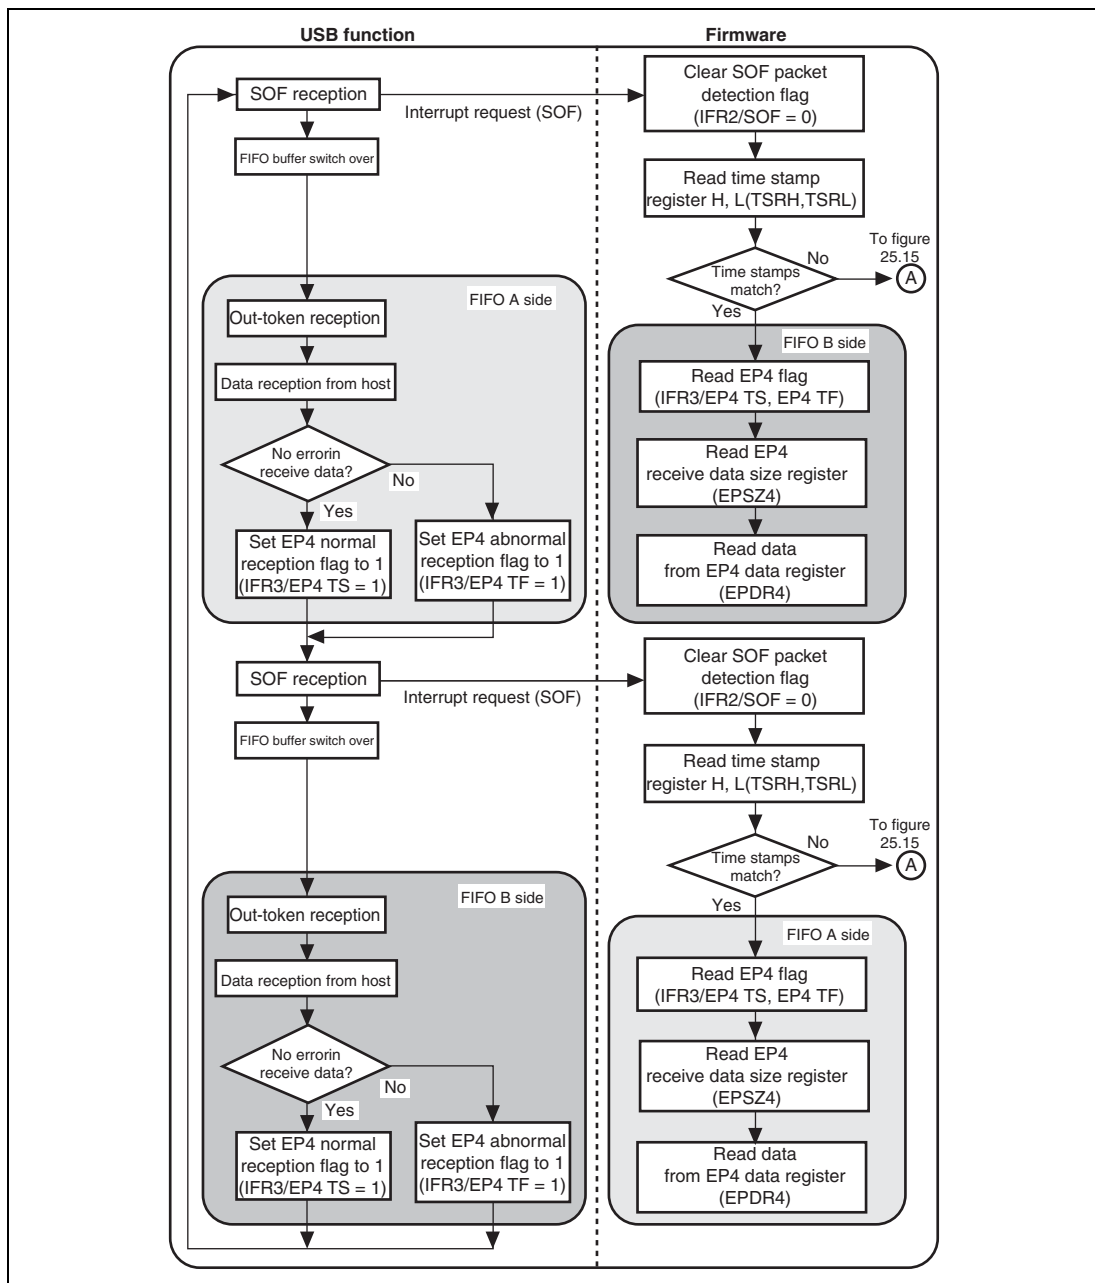 USB function
Firmware
SOF reception
Interrupt request (SOF)
Clear SOF packet
detection flag
(IFR2/SOF = 0)
FIFO buffer switch over
Read time stamp
register H, L(TSRH,TSRL)
Time stamps
match?
No
To figure
25.15
A
Yes
FIFO A side
Out-token reception
Data reception from host
No errorin
receive data?
No
Yes
Set EP4 normal
reception flag to 1
(IFR3/EP4 TS = 1)
Set EP4 abnormal
reception flag to 1
(IFR3/EP4 TF = 1)
FIFO B side
Read EP4 flag
(IFR3/EP4 TS, EP4 TF)
Read EP4
receive data size register
(EPSZ4)
Read data
from EP4 data register
(EPDR4)
SOF reception
Interrupt request (SOF)
Clear SOF packet
detection flag
(IFR2/SOF = 0)
FIFO buffer switch over
Read time stamp
register H, L(TSRH,TSRL)
Time stamps
match?
No
To figure
25.15
A
Yes
FIFO B side
Out-token reception
Data reception from host
No errorin
receive data?
No
Yes
Set EP4 normal
reception flag to 1
(IFR3/EP4 TS = 1)
Set EP4 abnormal
reception flag to 1
(IFR3/EP4 TF = 1)
FIFO A side
Read EP4 flag
(IFR3/EP4 TS, EP4 TF)
Read EP4
receive data size register
(EPSZ4)
Read data
from EP4 data register
(EPDR4)